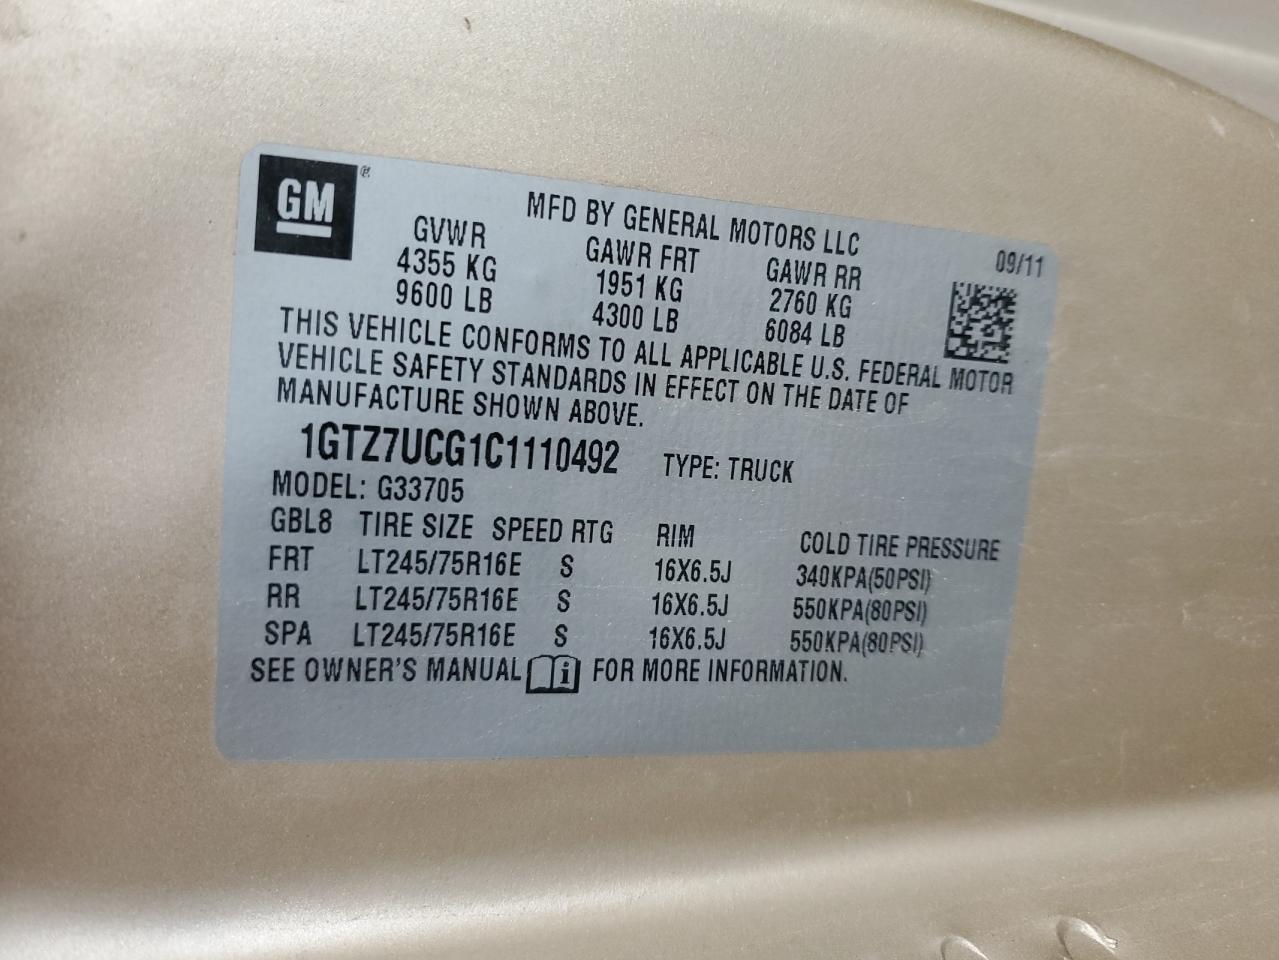 GM ®
MFD BY GENERAL MOTORS LLC
09/11
GVWR GAWR FRT GAWR RR
4355 KG 1951 KG 2760 KG
9600 LB 4300 LB 6084 LB
THIS VEHICLE CONFORMS TO ALL APPLICABLE U.S. FEDERAL MOTOR
VEHICLE SAFETY STANDARDS IN EFFECT ON THE DATE OF
MANUFACTURE SHOWN ABOVE.
1GTZ7UCG1C1110492 TYPE: TRUCK
MODEL: G33705
GBL8 TIRE SIZE SPEED RTG RIM COLD TIRE PRESSURE
FRT LT245/75R16E S 16X6.5J 340KPA(50PSI)
RR LT245/75R16E S 16X6.5J 550KPA(80PSI)
SPA LT245/75R16E S 16X6.5J 550KPA(80PSI)
SEE OWNER'S MANUAL i FOR MORE INFORMATION.